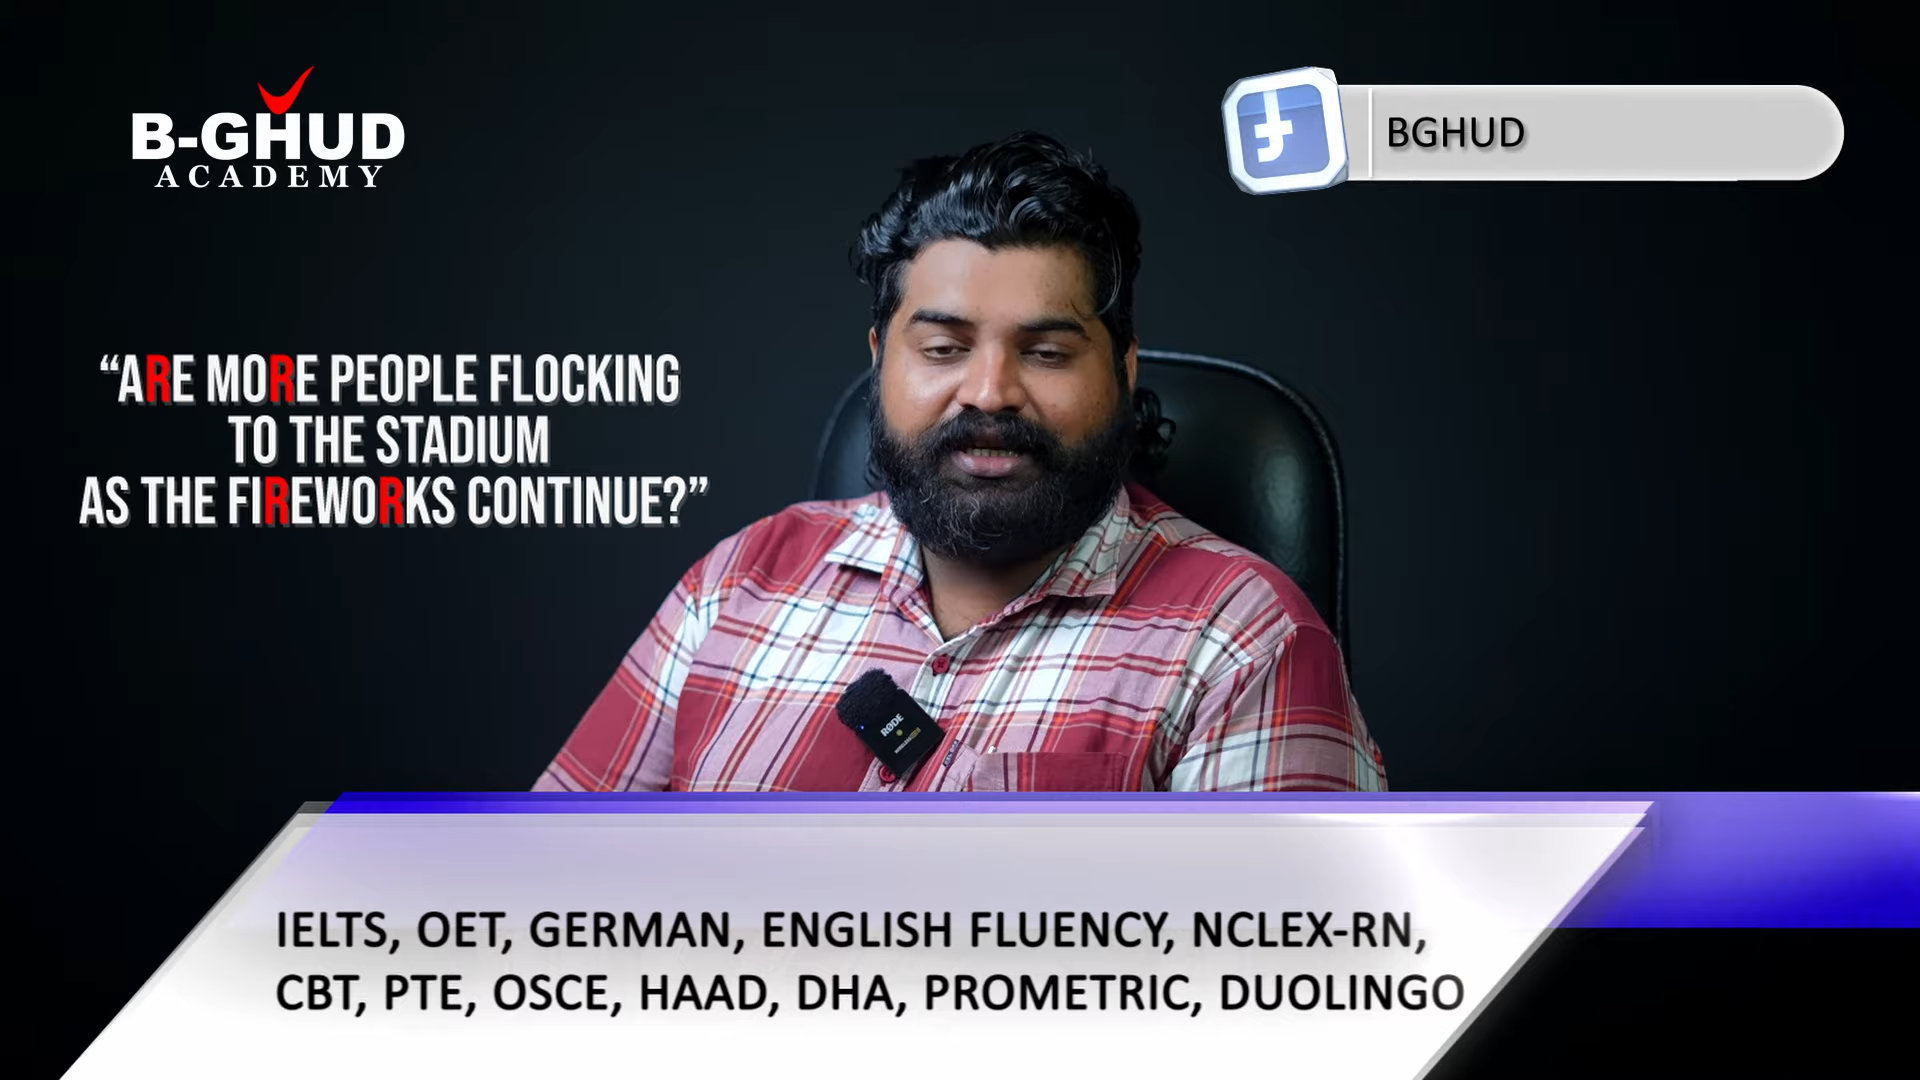 B-GHUD
ACADEMY
BGHUD
“ARE MORE PEOPLE FLOCKING
TO THE STADIUM
AS THE FIREWORKS CONTINUE?”
RØDE
IELTS, OET, GERMAN, ENGLISH FLUENCY, NCLEX-RN,
CBT, PTE, OSCE, HAAD, DHA, PROMETRIC, DUOLINGO